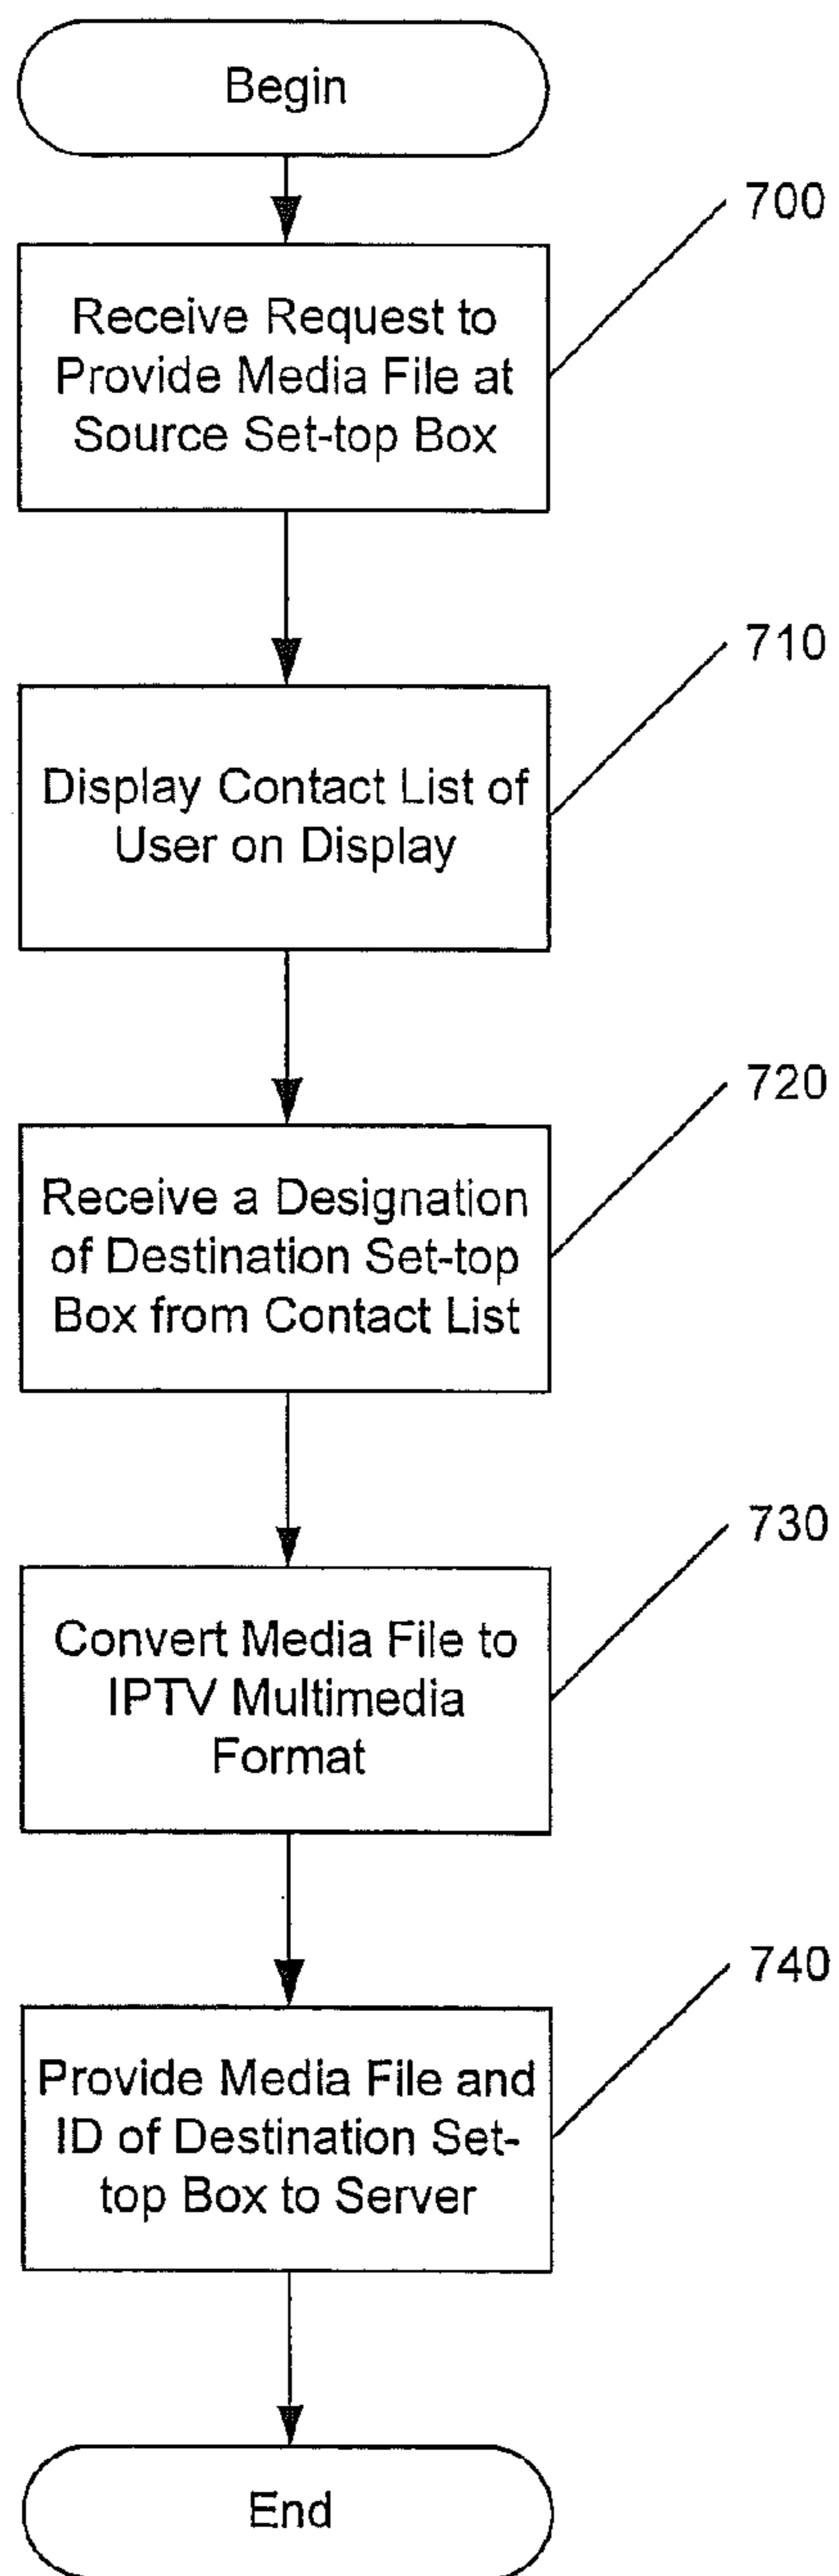 Begin
700
Receive Request to
Provide Media File at
Source Set-top Box
710
Display Contact List of
User on Display
720
Receive a Designation
of Destination Set-top
Box from Contact List
730
Convert Media File to
IPTV Multimedia
Format
740
Provide Media File and
ID of Destination Set-
top Box to Server
End